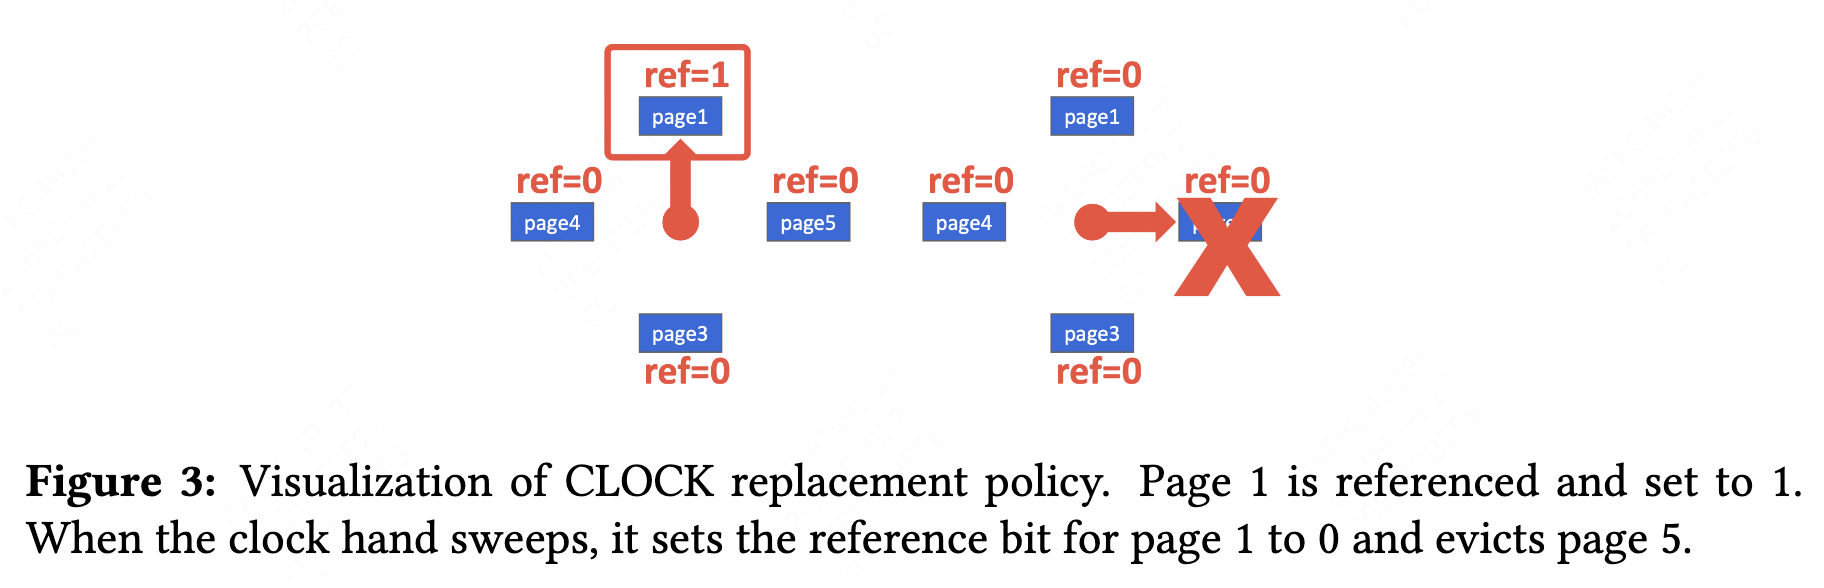 ref=1
page1
ref=0
page4
ref=0
page5
page3
ref=0
ref=0
page1
ref=0
page4
ref=0
page3
ref=0
Figure 3: Visualization of CLOCK replacement policy. Page 1 is referenced and set to 1.
When the clock hand sweeps, it sets the reference bit for page 1 to 0 and evicts page 5.